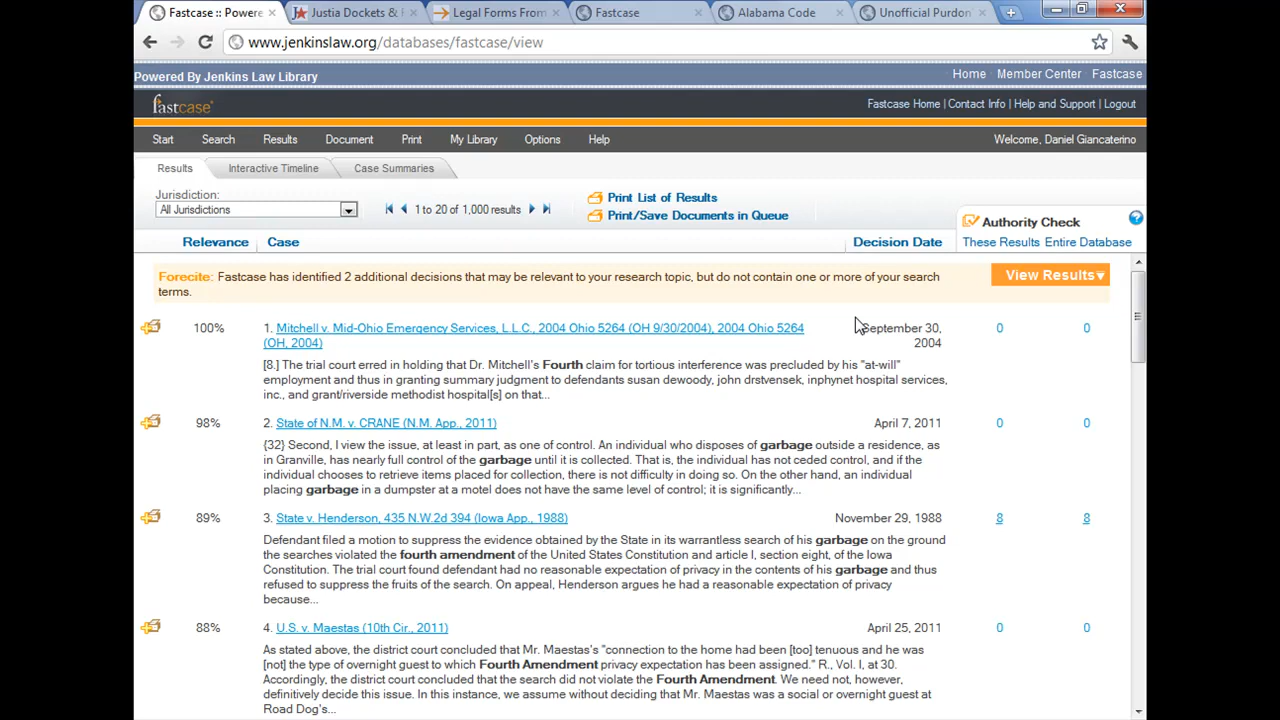 Fastcase :: Powere
Justia Dockets & F
Legal Forms From
Fastcase
Alabama Code
Unofficial Purdon'
www.jenkinslaw.org/databases/fastcase/view
Powered By Jenkins Law Library
Home · Member Center · Fastcase
fastcase
Fastcase Home | Contact Info | Help and Support | Logout
Start Search Results Document Print My Library Options Help
Welcome, Daniel Giancaterino
Results Interactive Timeline Case Summaries
Jurisdiction:
All Jurisdictions
1 to 20 of 1,000 results
Print List of Results
Print/Save Documents in Queue
Authority Check
?
These Results Entire Database
Relevance Case Decision Date
Forecite: Fastcase has identified 2 additional decisions that may be relevant to your research topic, but do not contain one or more of your search
terms.
View Results
100% 1. Mitchell v. Mid-Ohio Emergency Services, L.L.C., 2004 Ohio 5264 (OH 9/30/2004), 2004 Ohio 5264 September 30, 0 0
(OH, 2004) 2004
[8.] The trial court erred in holding that Dr. Mitchell's Fourth claim for tortious interference was precluded by his "at-will"
employment and thus in granting summary judgment to defendants susan dewoody, john drstvensek, inphynet hospital services,
inc., and grant/riverside methodist hospital[s] on that...
98% 2. State of N.M. v. CRANE (N.M. App., 2011) April 7, 2011 0 0
{32} Second, I view the issue, at least in part, as one of control. An individual who disposes of garbage outside a residence, as
in Granville, has nearly full control of the garbage until it is collected. That is, the individual has not ceded control, and if the
individual chooses to retrieve items placed for collection, there is not difficulty in doing so. On the other hand, an individual
placing garbage in a dumpster at a motel does not have the same level of control; it is significantly...
89% 3. State v. Henderson, 435 N.W.2d 394 (Iowa App., 1988) November 29, 1988 8 8
Defendant filed a motion to suppress the evidence obtained by the State in its warrantless search of his garbage on the ground
the searches violated the fourth amendment of the United States Constitution and article I, section eight, of the Iowa
Constitution. The trial court found defendant had no reasonable expectation of privacy in the contents of his garbage and thus
refused to suppress the fruits of the search. On appeal, Henderson argues he had a reasonable expectation of privacy
because...
88% 4. U.S. v. Maestas (10th Cir., 2011) April 25, 2011 0 0
As stated above, the district court concluded that Mr. Maestas's "connection to the home had been [too] tenuous and he was
[not] the type of overnight guest to which Fourth Amendment privacy expectation has been assigned." R., Vol. I, at 30.
Accordingly, the district court concluded that the search did not violate the Fourth Amendment. We need not, however,
definitively decide this issue. In this instance, we assume without deciding that Mr. Maestas was a social or overnight guest at
Road Dog's...